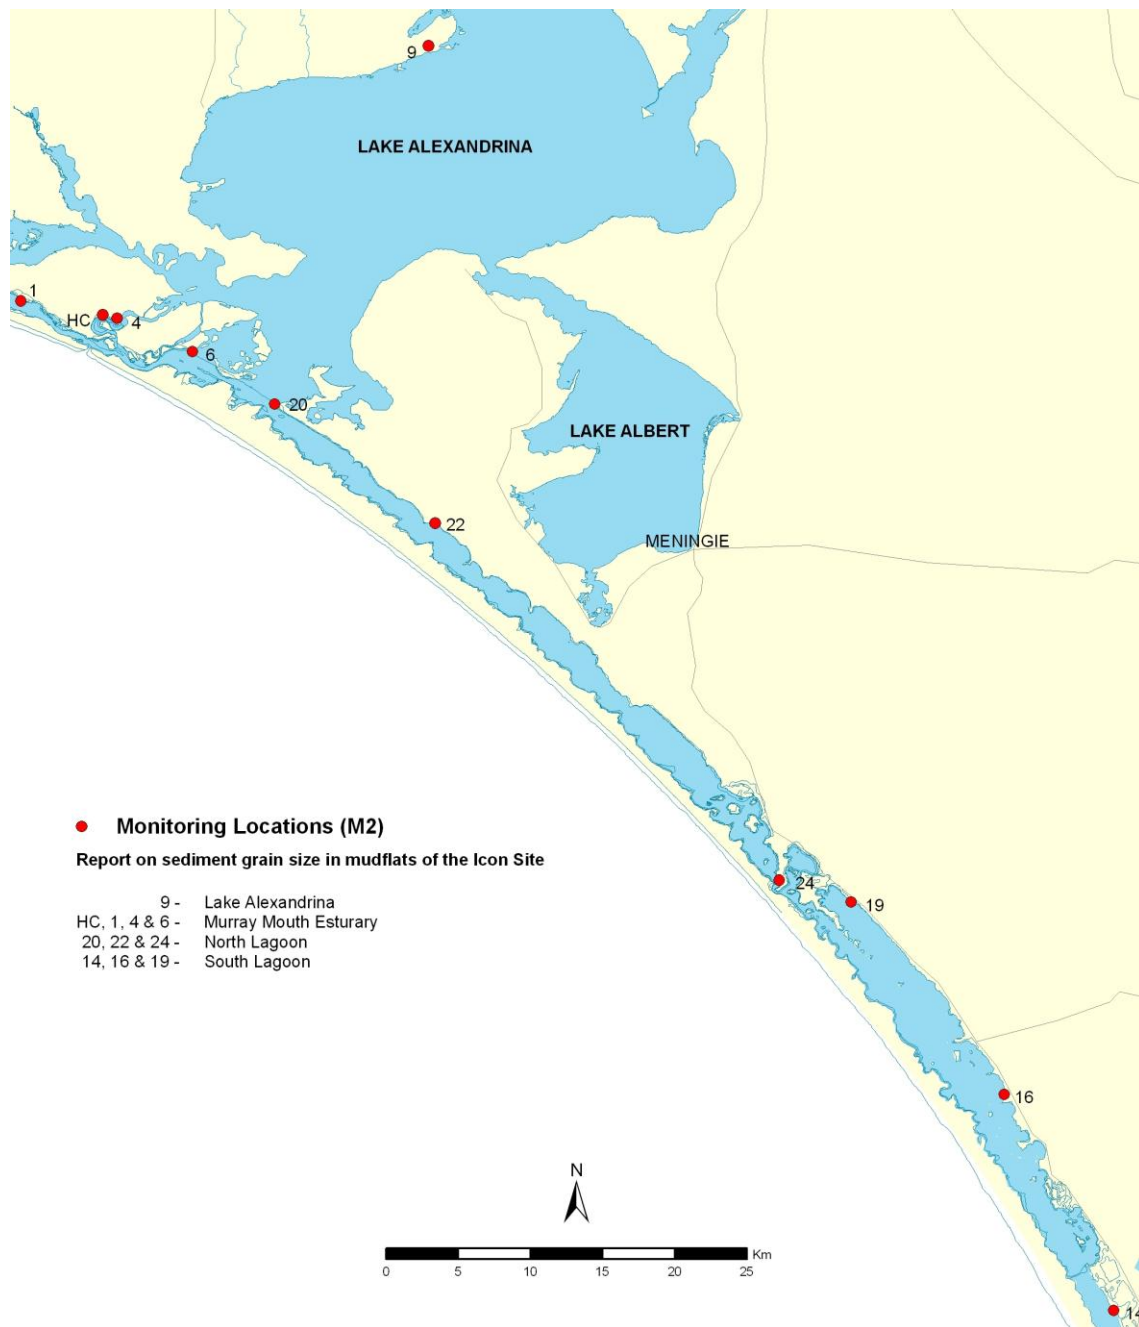 9
LAKE ALEXANDRINA
1
HC
4
6
20
LAKE ALBERT
22
MENINGIE
Monitoring Locations (M2)
Report on sediment grain size in mudflats of the Icon Site
9 - Lake Alexandrina
HC, 1, 4 & 6 - Murray Mouth Esturary
20, 22 & 24 - North Lagoon
14, 16 & 19 - South Lagoon
24
19
16
N
Km
0 5 10 15 20 25
14